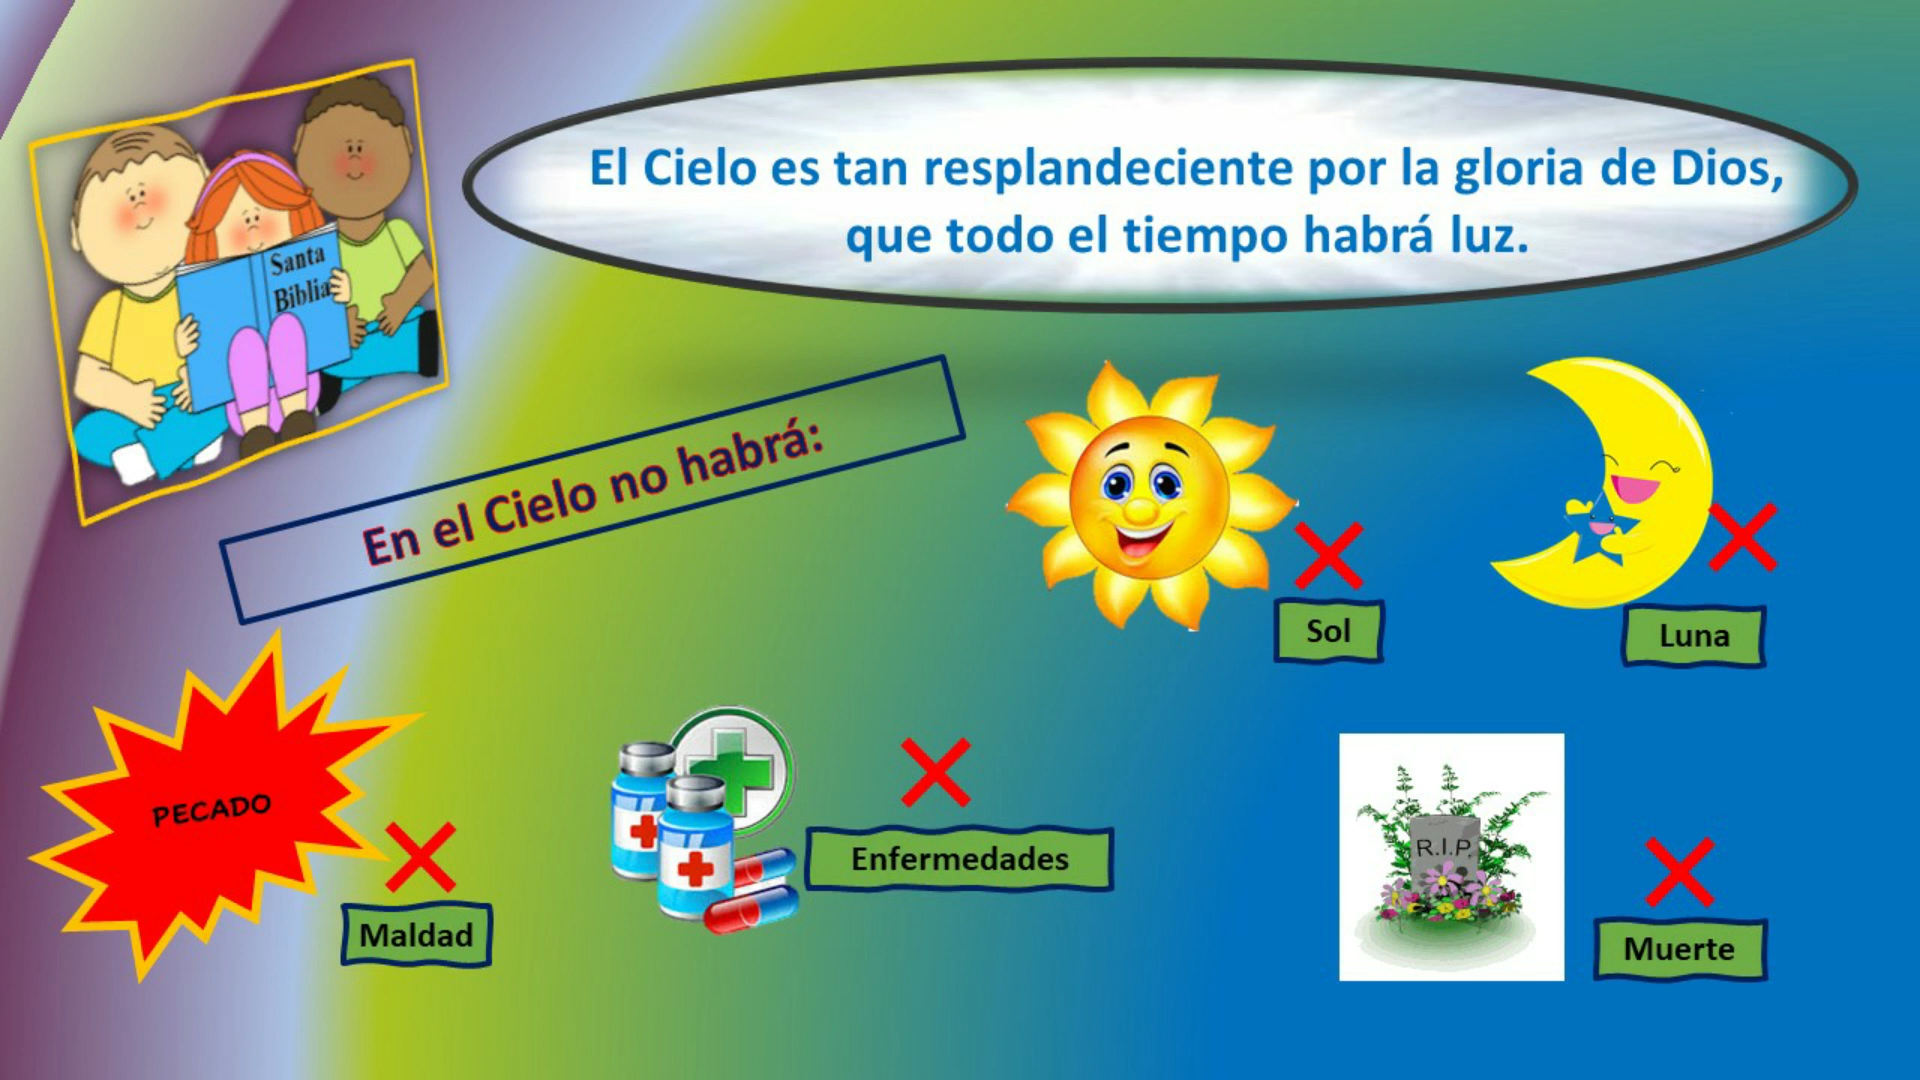 Santa
Biblia
El Cielo es tan resplandeciente por la gloria de Dios,
que todo el tiempo habrá luz.
En el Cielo no habrá:
Sol
Luna
PECADO
Maldad
Enfermedades
R.I.P.
Muerte